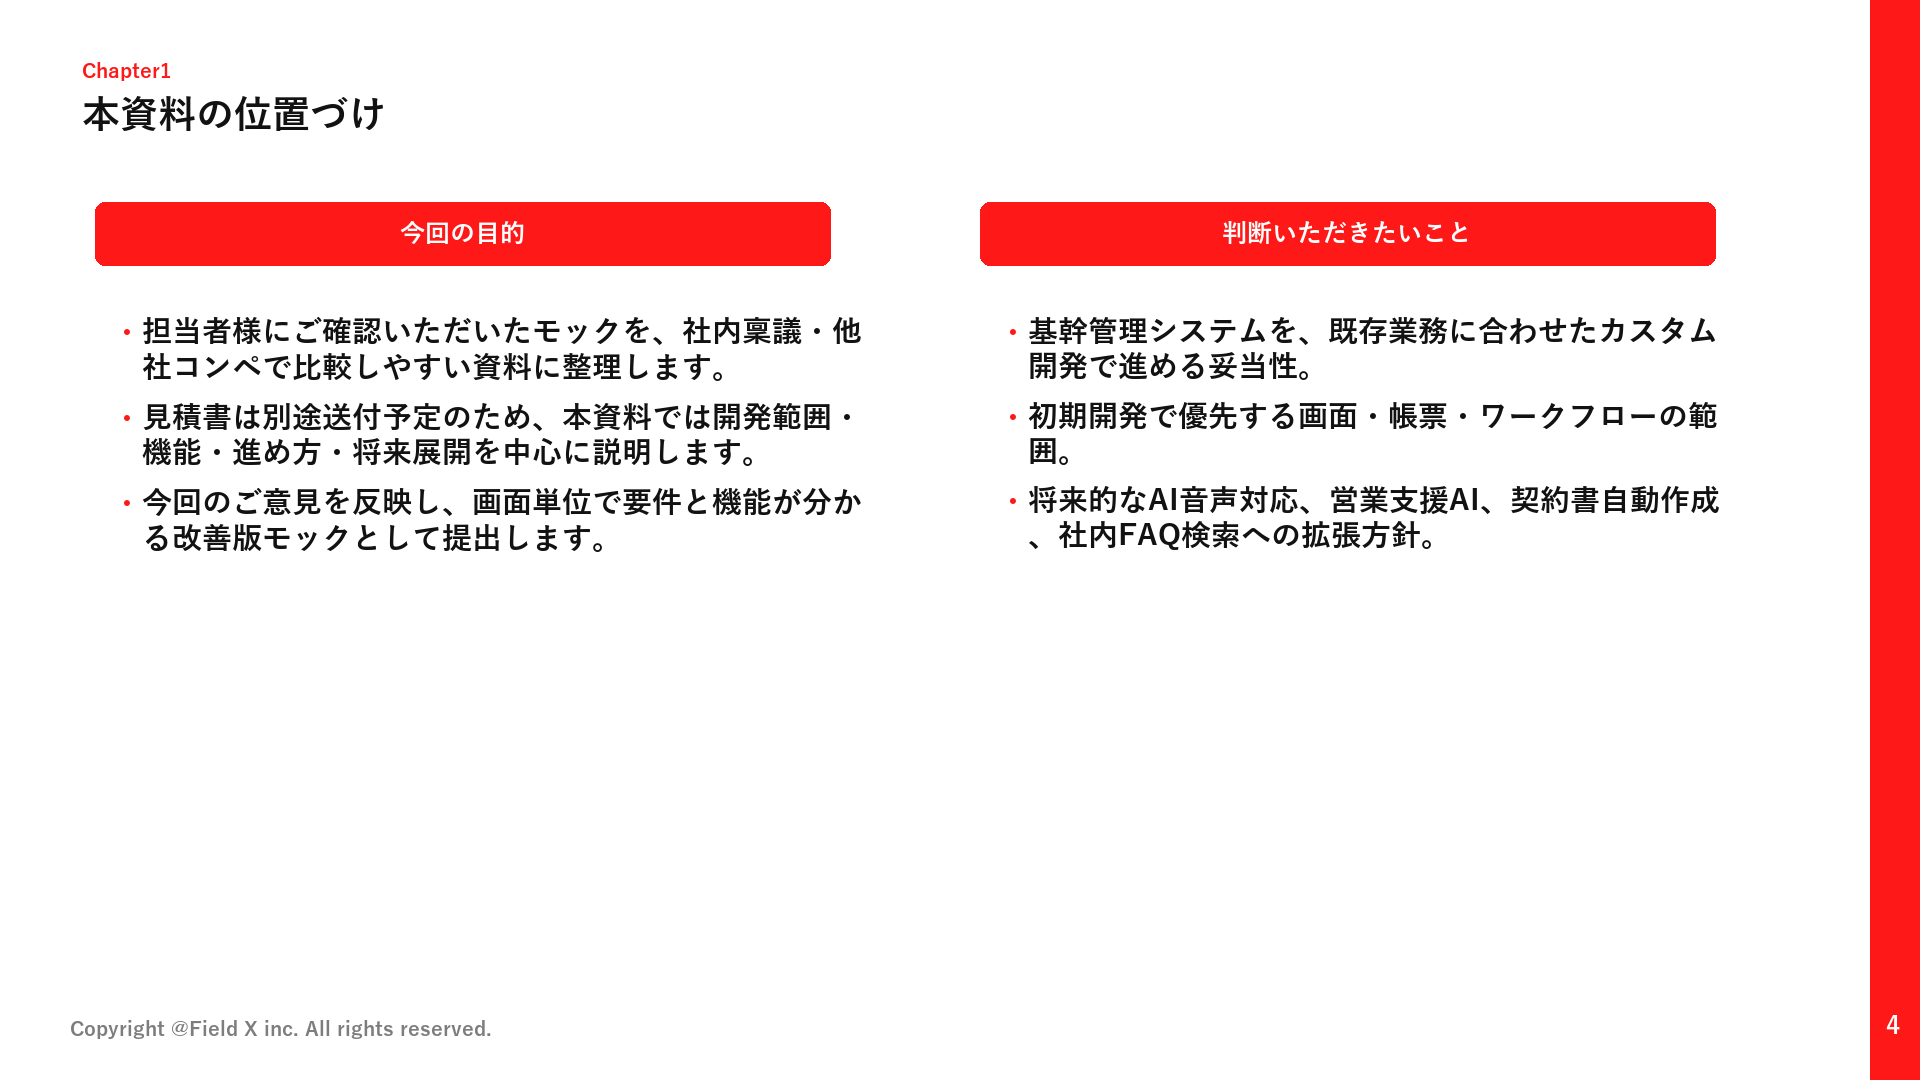 Chapter1
本資料の位置づけ
今回の目的
・担当者様にご確認いただいたモックを、社内稟議・他
社コンペで比較しやすい資料に整理します。
・見積書は別途送付予定のため、本資料では開発範囲・
機能・進め方・将来展開を中心に説明します。
・今回のご意見を反映し、画面単位で要件と機能が分か
る改善版モックとして提出します。
判断いただきたいこと
・基幹管理システムを、既存業務に合わせたカスタム
開発で進める妥当性。
・初期開発で優先する画面・帳票・ワークフローの範
囲。
・将来的なAI音声対応、営業支援AI、契約書自動作成
、社内FAQ検索への拡張方針。
Copyright @Field X inc. All rights reserved.
4